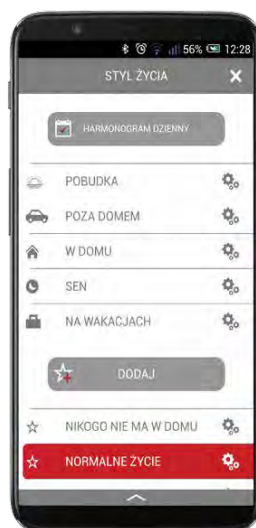 56% 12:28
STYL ŻYCIA
HARMONOGRAM DZIENNY
POBUDKA
POZA DOMEM
W DOMU
SEN
NA WAKACJACH
DODAJ
NIKOGO NIE MA W DOMU
NORMALNE ŻYCIE